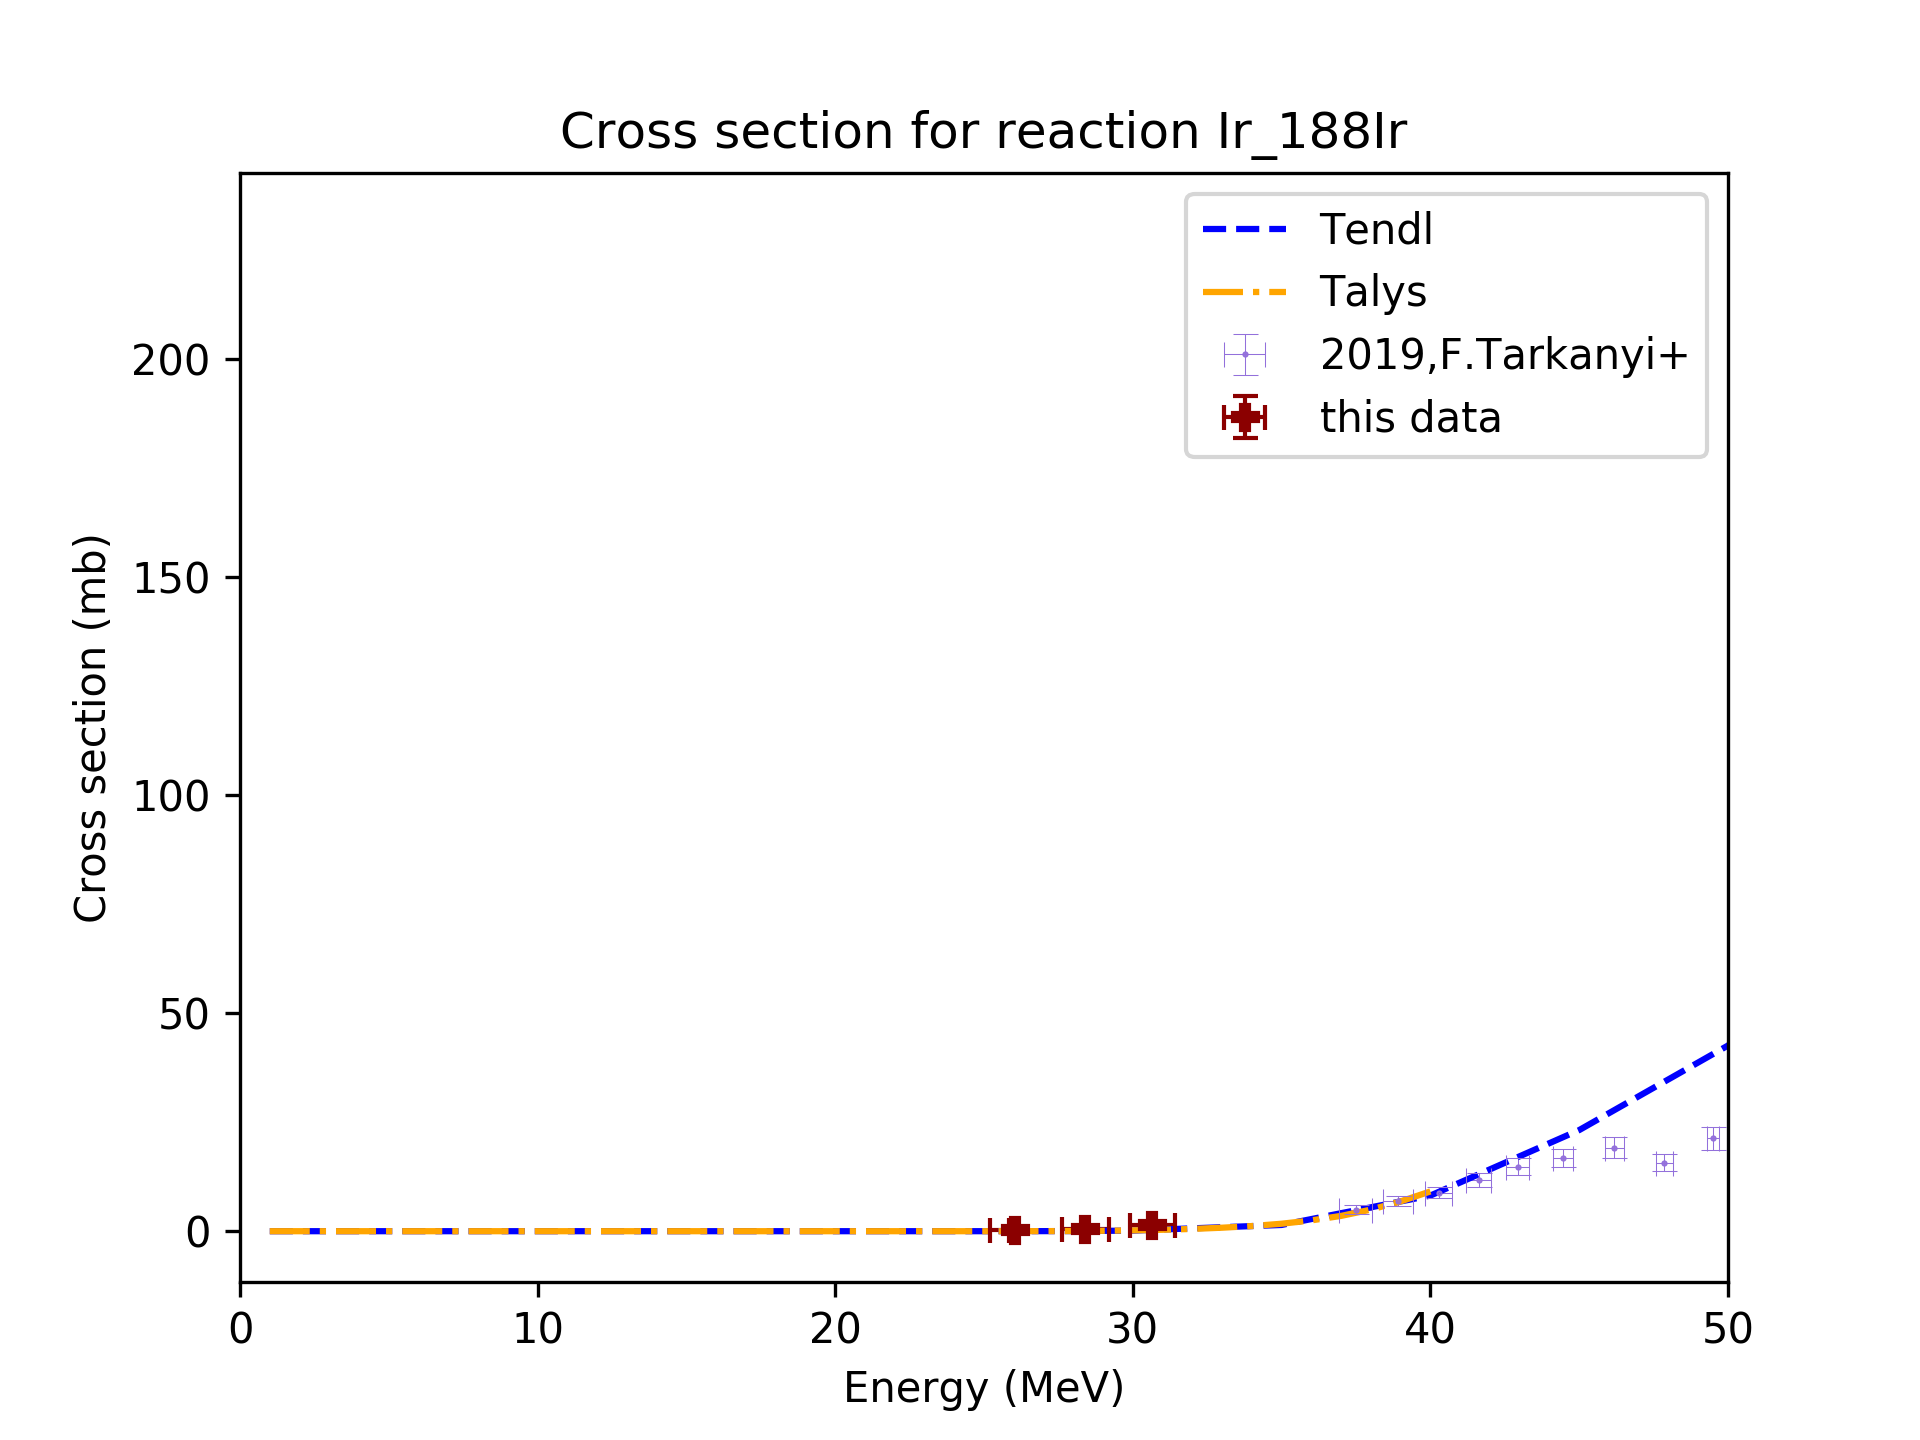 Cross section for reaction Ir_188Ir
Tendl
Talys
2019,F.Tarkanyi+
this data
Cross section (mb)
200
150
100
50
0
0 10 20 30 40 50
Energy (MeV)